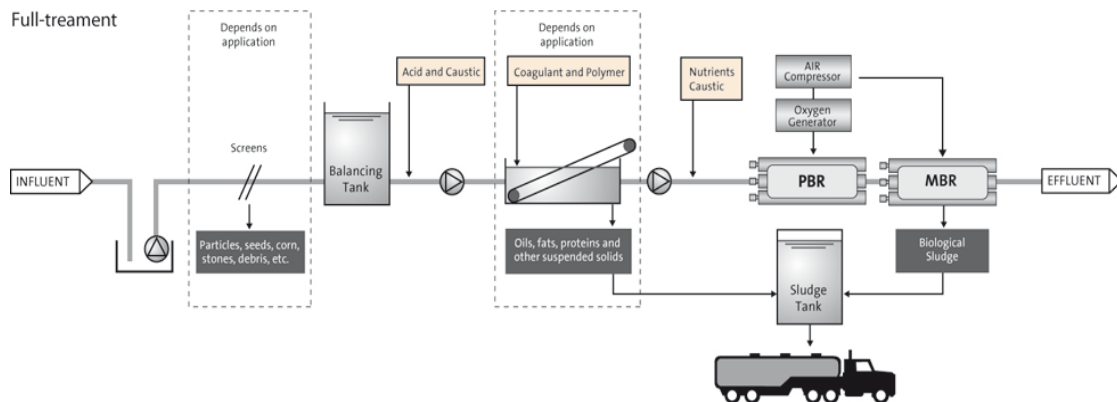 Full-treament
Depends on
application
Depends on
application
Acid and Caustic
Coagulant and Polymer
Nutrients
Caustic
AIR
Compressor
Oxygen
Generator
Screens
Balancing
Tank
INFLUENT
PBR
MBR
EFFLUENT
Particles, seeds, corn,
stones, debris, etc.
Oils, fats, proteins and
other suspended solids
Biological
Sludge
Sludge
Tank